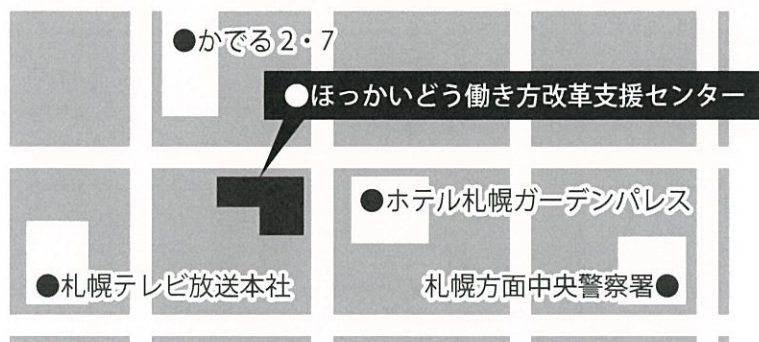 ●かでる2・7
●ほっかいどう働き方改革支援センター
●ホテル札幌ガーデンパレス
●札幌テレビ放送本社
札幌方面中央警察署●